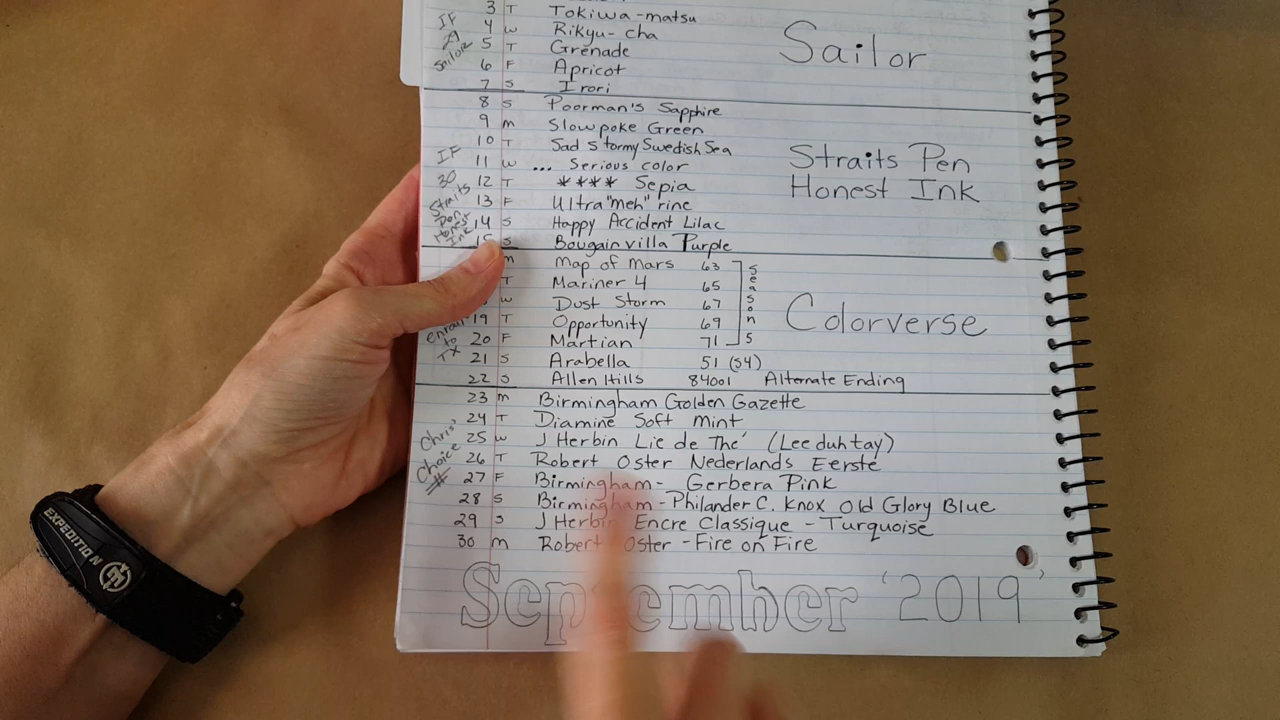 3 T Tokiwa-matsu
IF 4 W Rikyu-cha
29 5 T Grenade
Sailor 6 F Apricot
7 S Irori
Sailor
8 S Poorman's Sapphire
9 m Slowpoke Green
10 T Sad Stormy Swedish Sea
IF 11 W ... Serious color
30 12 T **** Sepia
Straits 13 F Ultra"meh"rine
Pen 14 S Happy Accident Lilac
Honest Ink 15 S Bougainvilla Purple
Straits Pen
Honest Ink
m Map of Mars 63
T Mariner 4 65
W Dust Storm 67
19 T Opportunity 69
to 20 F Martian 71
Seasons
Colorverse
TX 21 S Arabella 51 (54)
22 S Allen Hills 84001 Alternate Ending
23 m Birmingham Golden Gazette
24 T Diamine Soft mint
Chris' 25 W J Herbin Lie de The' (Lee duh tay)
Choice 26 T Robert Oster Nederlands Eerste
# 27 F Birmingham- Gerbera Pink
28 S Birmingham -Philander C. Knox Old Glory Blue
29 S J Herbin Encre Classique - Turquoise
30 m Robert Oster -Fire on Fire
September '2019'
EXPEDITION